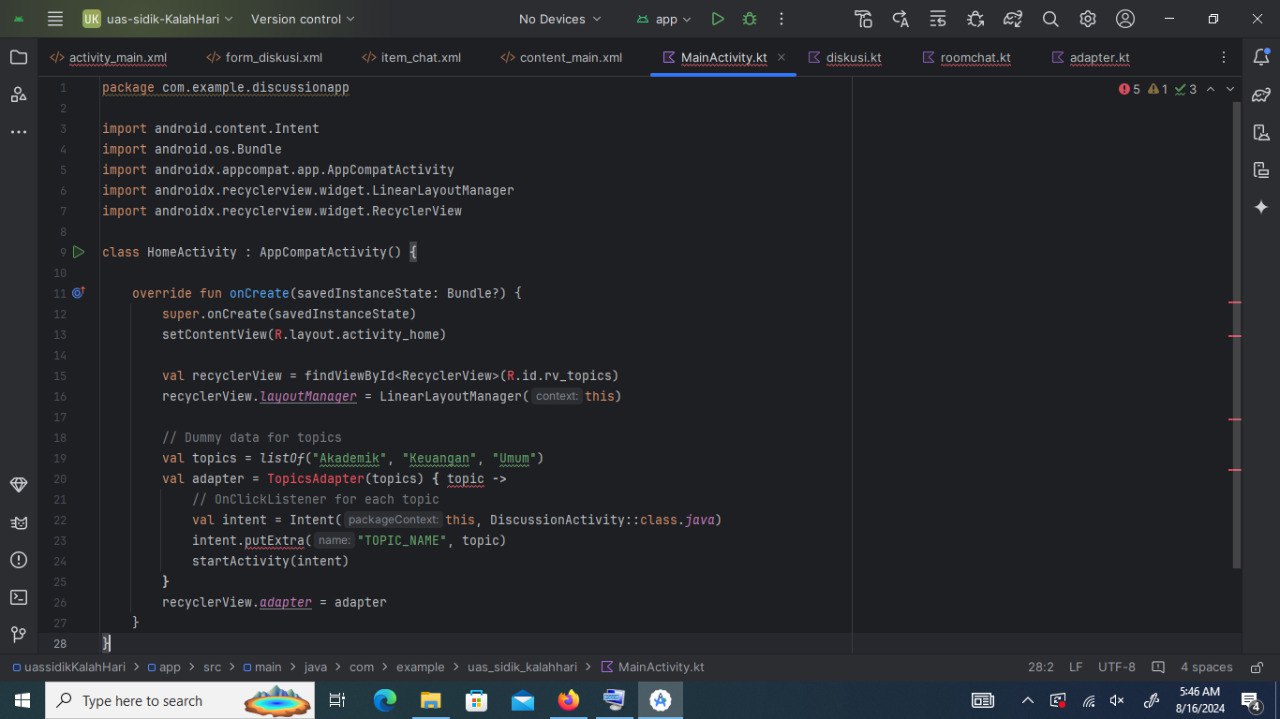 UK uas-sidik-KalahHari Version control No Devices app
activity_main.xml form_diskusi.xml item_chat.xml content_main.xml MainActivity.kt diskusi.kt roomchat.kt adapter.kt
5 1 3
1 package com.example.discussionapp
2
3 import android.content.Intent
4 import android.os.Bundle
5 import androidx.appcompat.app.AppCompatActivity
6 import androidx.recyclerview.widget.LinearLayoutManager
7 import androidx.recyclerview.widget.RecyclerView
8
9 class HomeActivity : AppCompatActivity() {
10
11 override fun onCreate(savedInstanceState: Bundle?) {
12 super.onCreate(savedInstanceState)
13 setContentView(R.layout.activity_home)
14
15 val recyclerView = findViewById<RecyclerView>(R.id.rv_topics)
16 recyclerView.layoutManager = LinearLayoutManager( context: this)
17
18 // Dummy data for topics
19 val topics = listOf("Akademik", "Keuangan", "Umum")
20 val adapter = TopicsAdapter(topics) { topic ->
21 // OnClickListener for each topic
22 val intent = Intent( packageContext: this, DiscussionActivity::class.java)
23 intent.putExtra( name: "TOPIC_NAME", topic)
24 startActivity(intent)
25 }
26 recyclerView.adapter = adapter
27 }
28 }
uassidikKalahHari > app > src > main > java > com > example > uas_sidik_kalahhari > MainActivity.kt 28:2 LF UTF-8 4 spaces
Type here to search
3:46 AM
8/16/2024
4